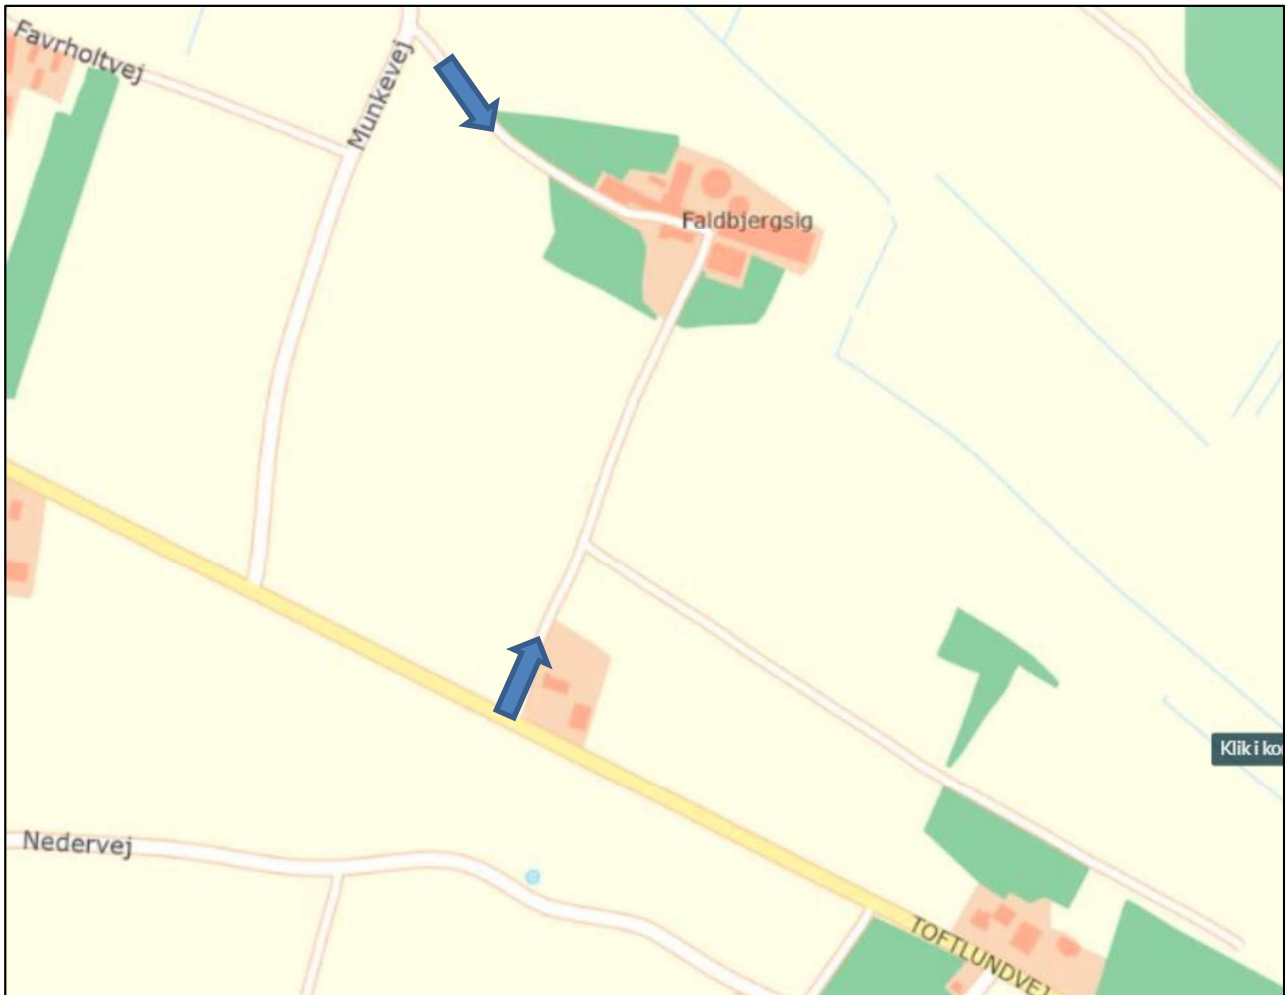 Favrholtvej
Munkevej
Faldbjergsig
Klik i ko
Nedervej
TOFTLUNDVEJ